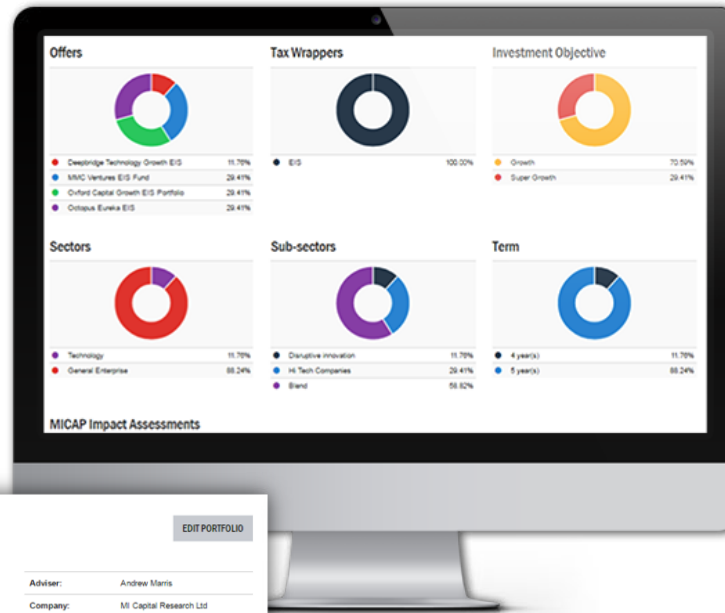 Offers
Deepbridge Technology Growth EIS 11.76%
MMC Ventures EIS Fund 29.41%
Oxford Capital Growth EIS Portfolio 29.41%
Octopus Eureka EIS 29.41%
Tax Wrappers
EIS 100.00%
Investment Objective
Growth 70.59%
Super Growth 29.41%
Sectors
Technology 11.76%
General Enterprise 88.24%
Sub-sectors
Disruptive innovation 11.76%
Hi Tech Companies 29.41%
Blend 58.82%
Term
4 year(s) 11.76%
5 year(s) 88.24%
MICAP Impact Assessments
EDIT PORTFOLIO
Adviser: Andrew Marris
Company: MI Capital Research Ltd